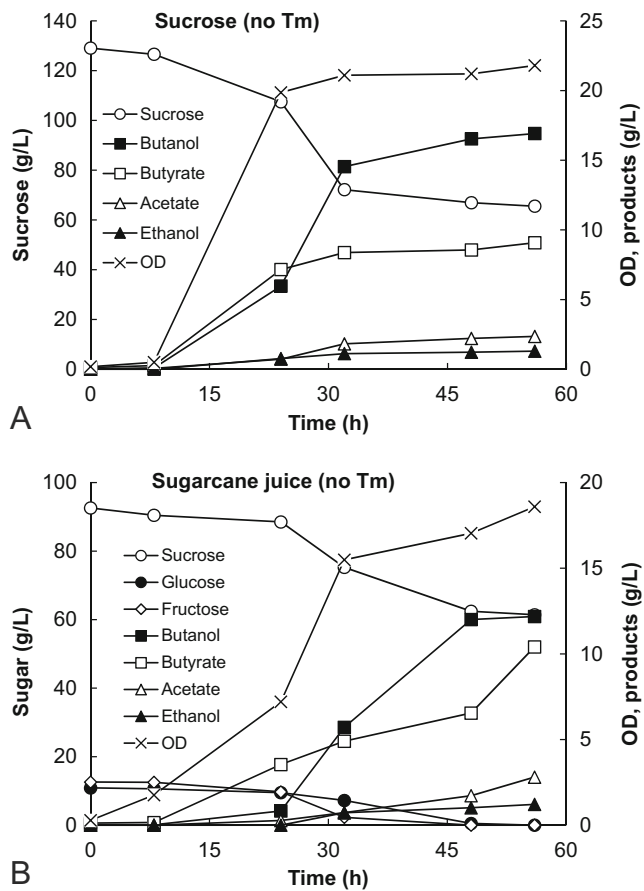 Sucrose (no Tm)
140
120
100
80
60
40
20
0
Sucrose (g/L)
Sucrose
Butanol
Butyrate
Acetate
Ethanol
OD
25
20
15
10
5
0
OD, products (g/L)
0 15 30 45 60
Time (h)
A
Sugarcane juice (no Tm)
100
80
60
40
20
0
Sugar (g/L)
Sucrose
Glucose
Fructose
Butanol
Butyrate
Acetate
Ethanol
OD
20
15
10
5
0
OD, products (g/L)
0 15 30 45 60
Time (h)
B